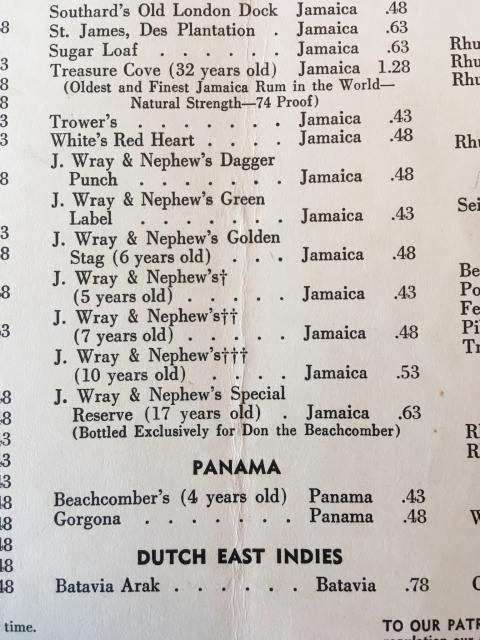 Southard's Old London Dock Jamaica .48
St. James, Des Plantation . Jamaica .63
Sugar Loaf . . . . . . Jamaica .63
Treasure Cove (32 years old) Jamaica 1.28
(Oldest and Finest Jamaica Rum in the World—
Natural Strength—74 Proof)
Trower's . . . . . . . Jamaica .43
White's Red Heart . . . . Jamaica .48
J. Wray & Nephew's Dagger
Punch . . . . . . . Jamaica .48
J. Wray & Nephew's Green
Label . . . . . . . Jamaica .43
J. Wray & Nephew's Golden
Stag (6 years old) . . . Jamaica .48
J. Wray & Nephew's†
(5 years old) . . . . . Jamaica .43
J. Wray & Nephew's††
(7 years old) . . . . . Jamaica .48
J. Wray & Nephew's†††
(10 years old) . . . . Jamaica .53
J. Wray & Nephew's Special
Reserve (17 years old) . Jamaica .63
(Bottled Exclusively for Don the Beachcomber)
PANAMA
Beachcomber's (4 years old) Panama .43
Gorgona . . . . . . . Panama .48
DUTCH EAST INDIES
Batavia Arak . . . . . . Batavia .78
time.
TO OUR PATR